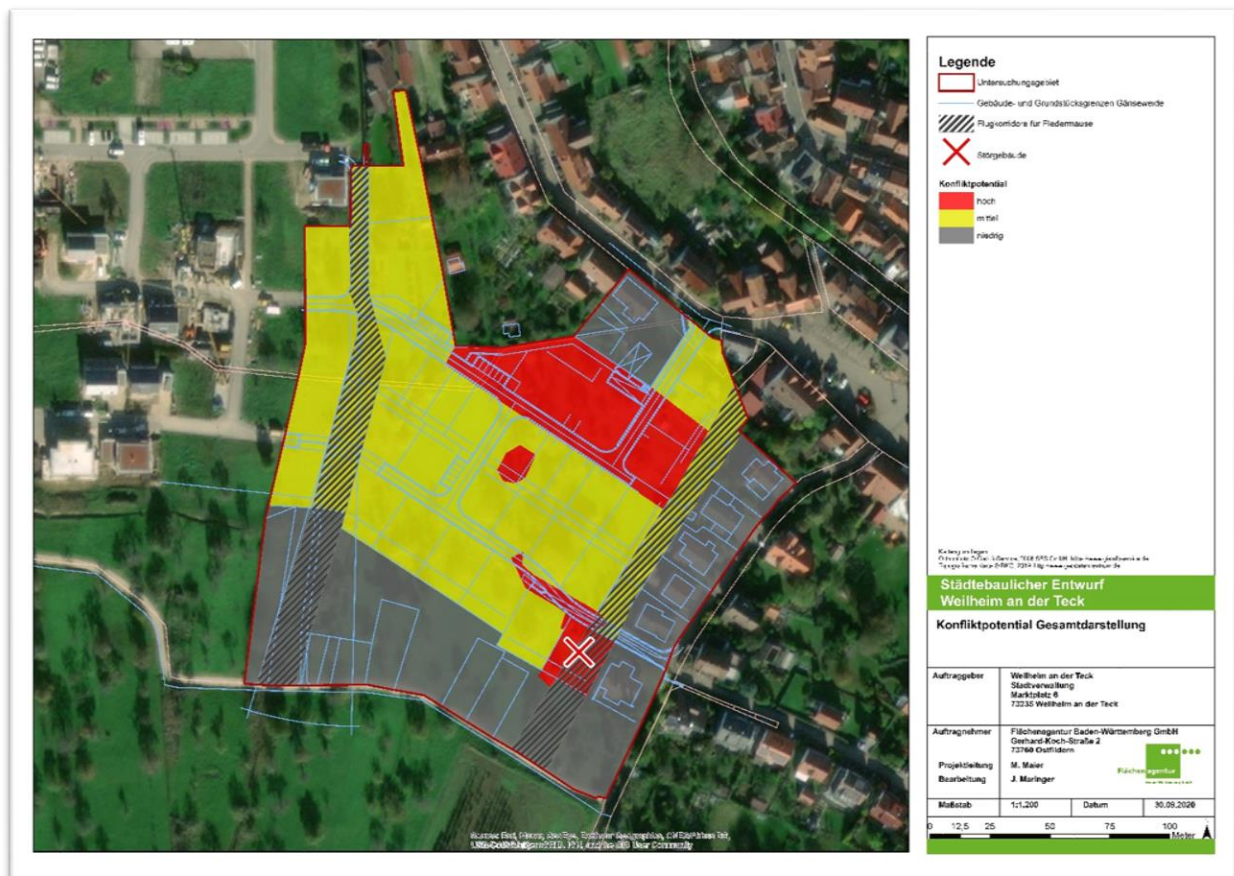 Legende
Untersuchungsgebiet
Gebäude- und Grundstücksgrenzen Gänseweide
Flugkorridore für Fledermäuse
Störgebäude
Konfliktpotential
hoch
mittel
niedrig
Städtebaulicher Entwurf
Weilheim an der Teck
Konfliktpotential Gesamtdarstellung
Auftraggeber
Weilheim an der Teck
Stadtverwaltung
Marktplatz 6
73235 Weilheim an der Teck
Auftragnehmer
Flächenagentur Baden-Württemberg GmbH
Gerhard-Koch-Straße 2
73760 Ostfildern
Projektleitung M. Maier
Bearbeitung J. Maringer
Flächenagentur
Maßstab 1:1.200 Datum 30.09.2020
0 12,5 25 50 75 100
Meter